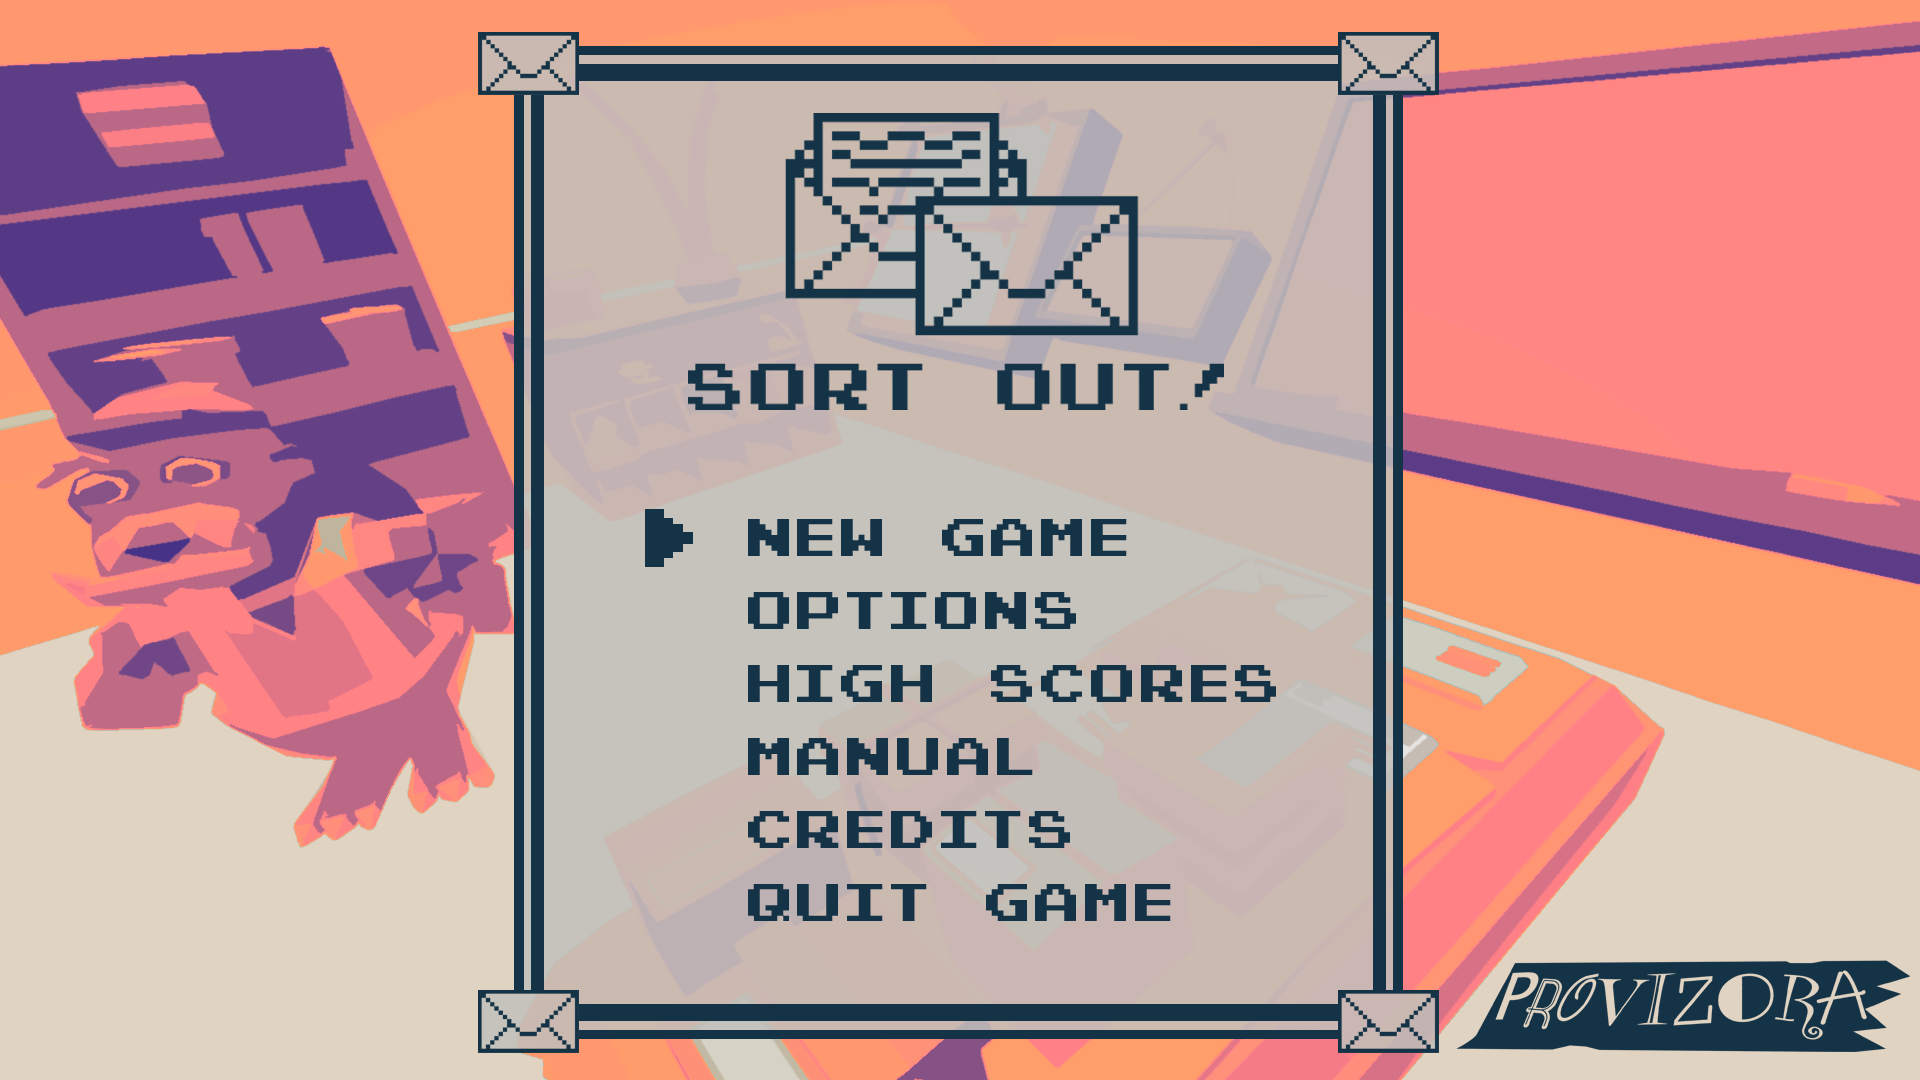 SORT OUT!
NEW GAME
OPTIONS
HIGH SCORES
MANUAL
CREDITS
QUIT GAME
PROVIZORA